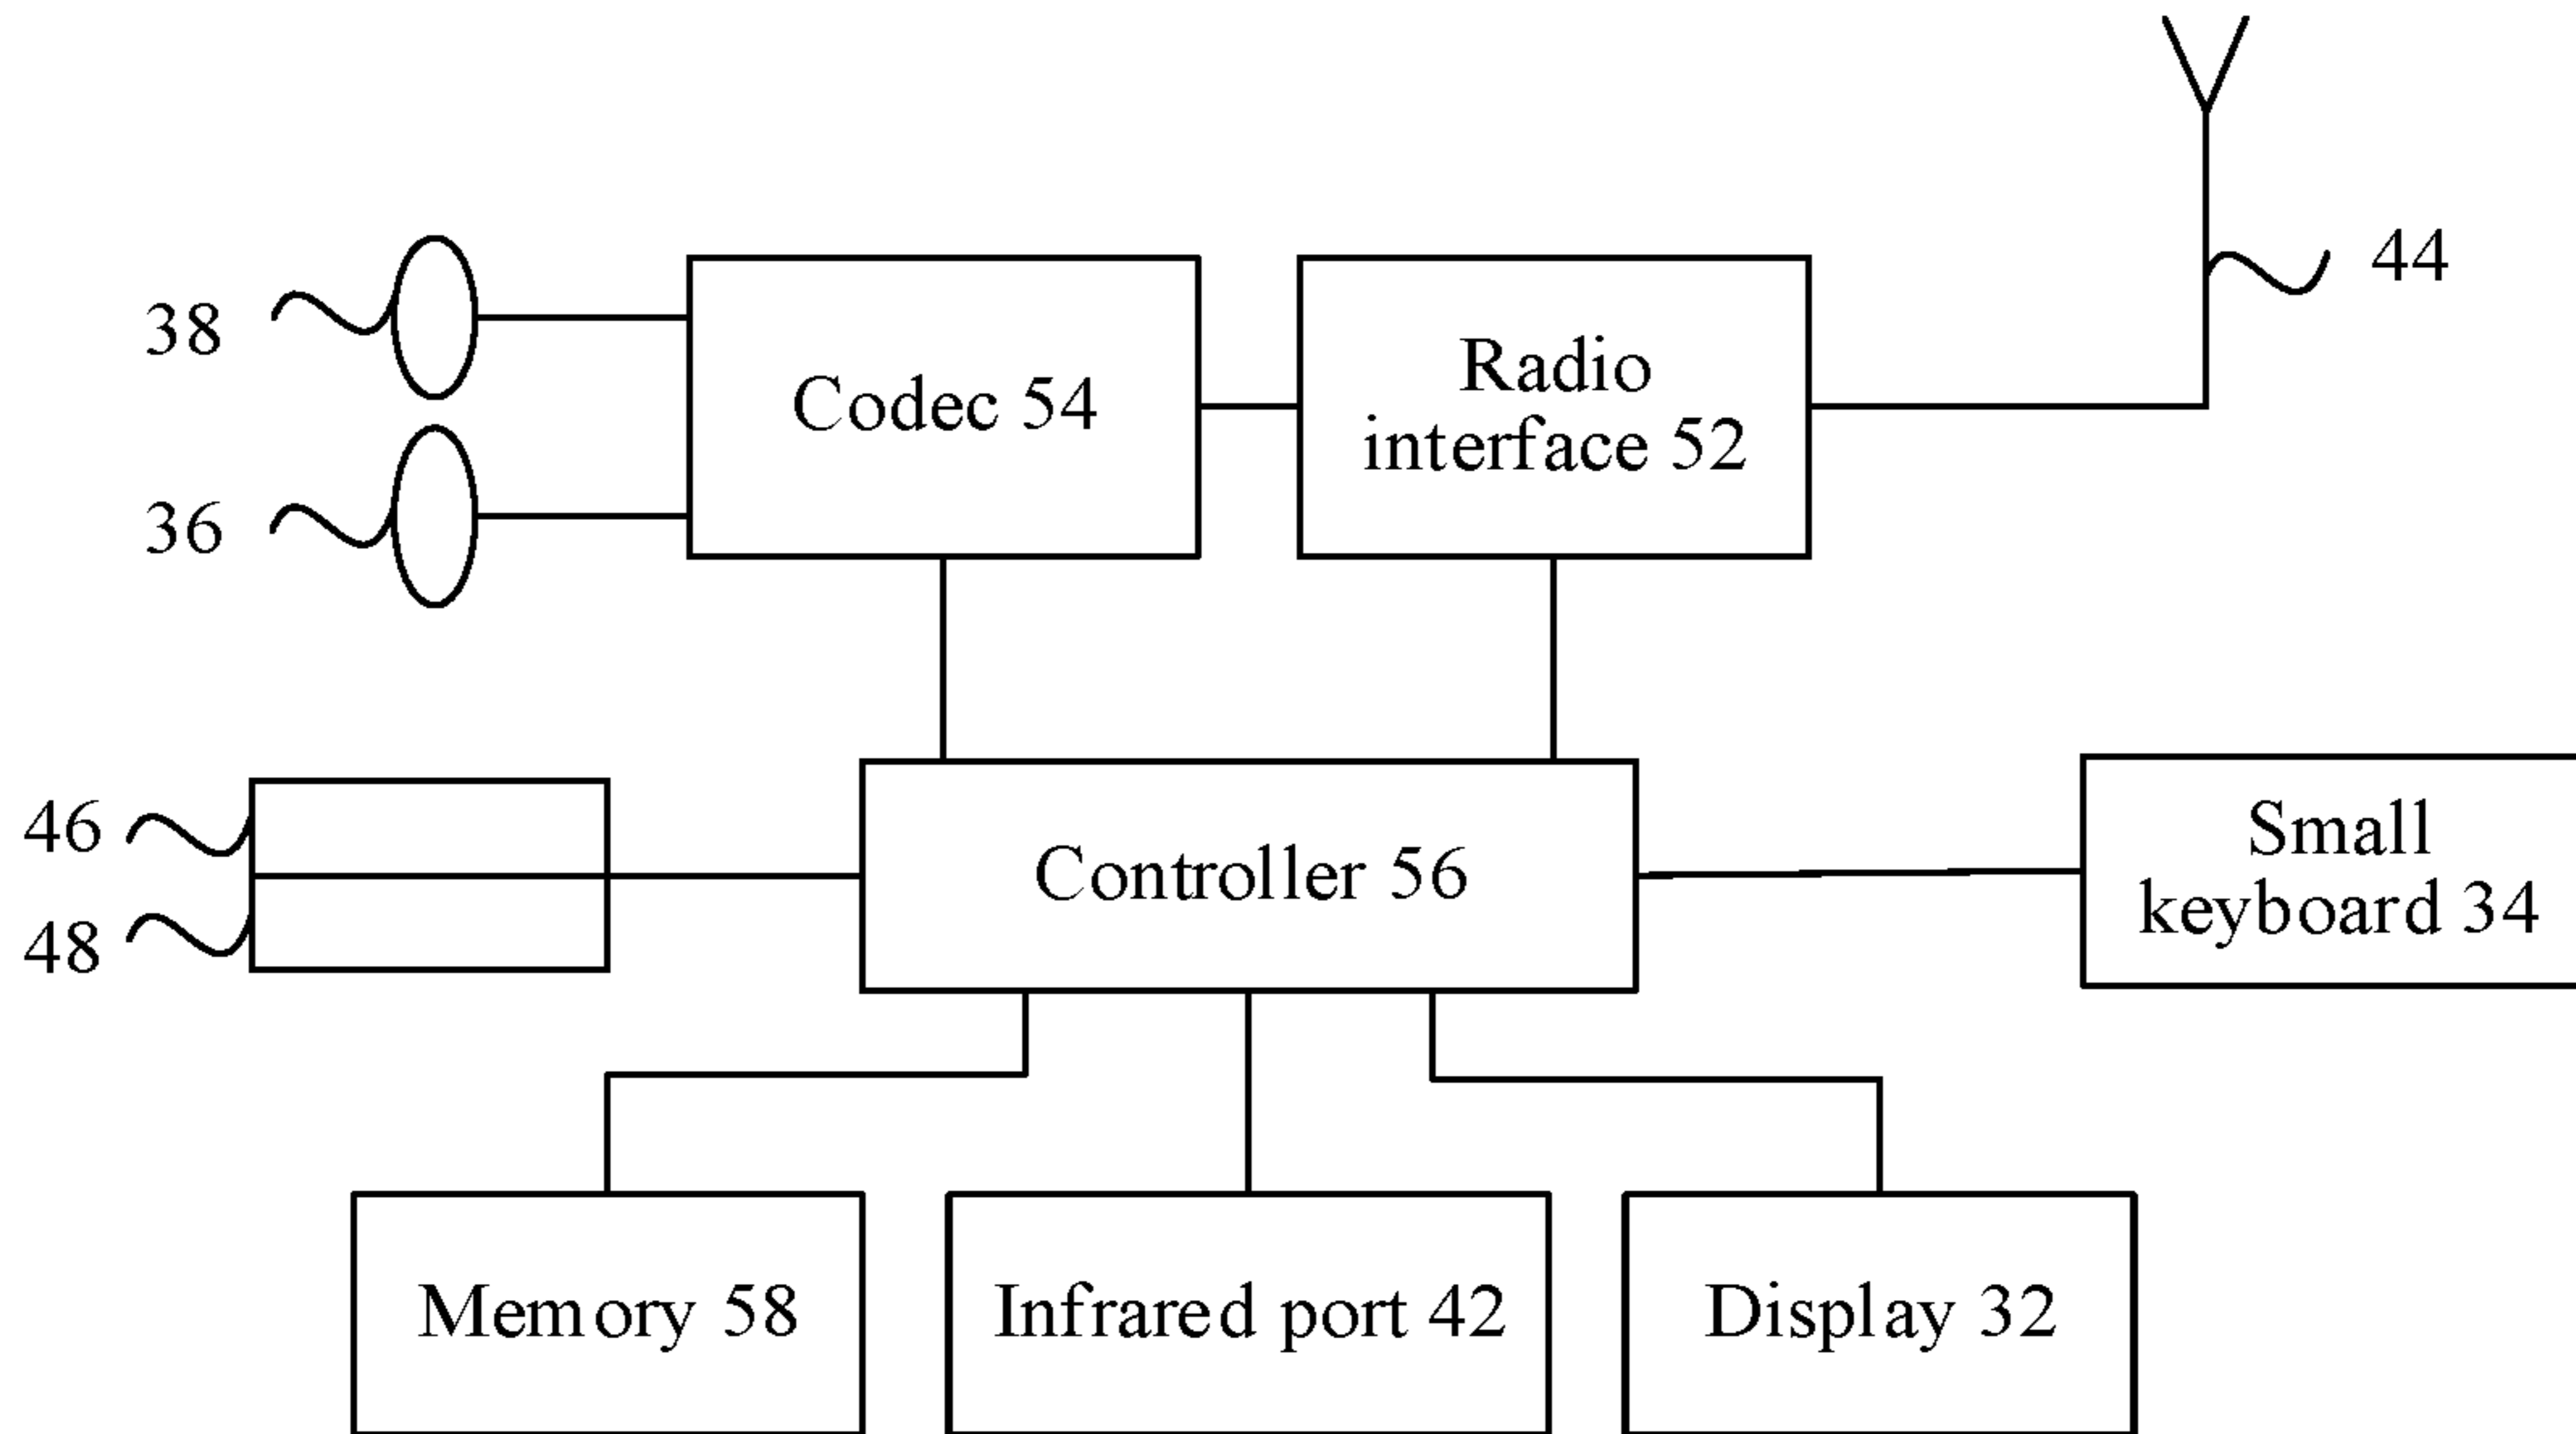 44
38
Codec 54
Radio
interface 52
36
46
48
Controller 56
Small
keyboard 34
Memory 58
Infrared port 42
Display 32